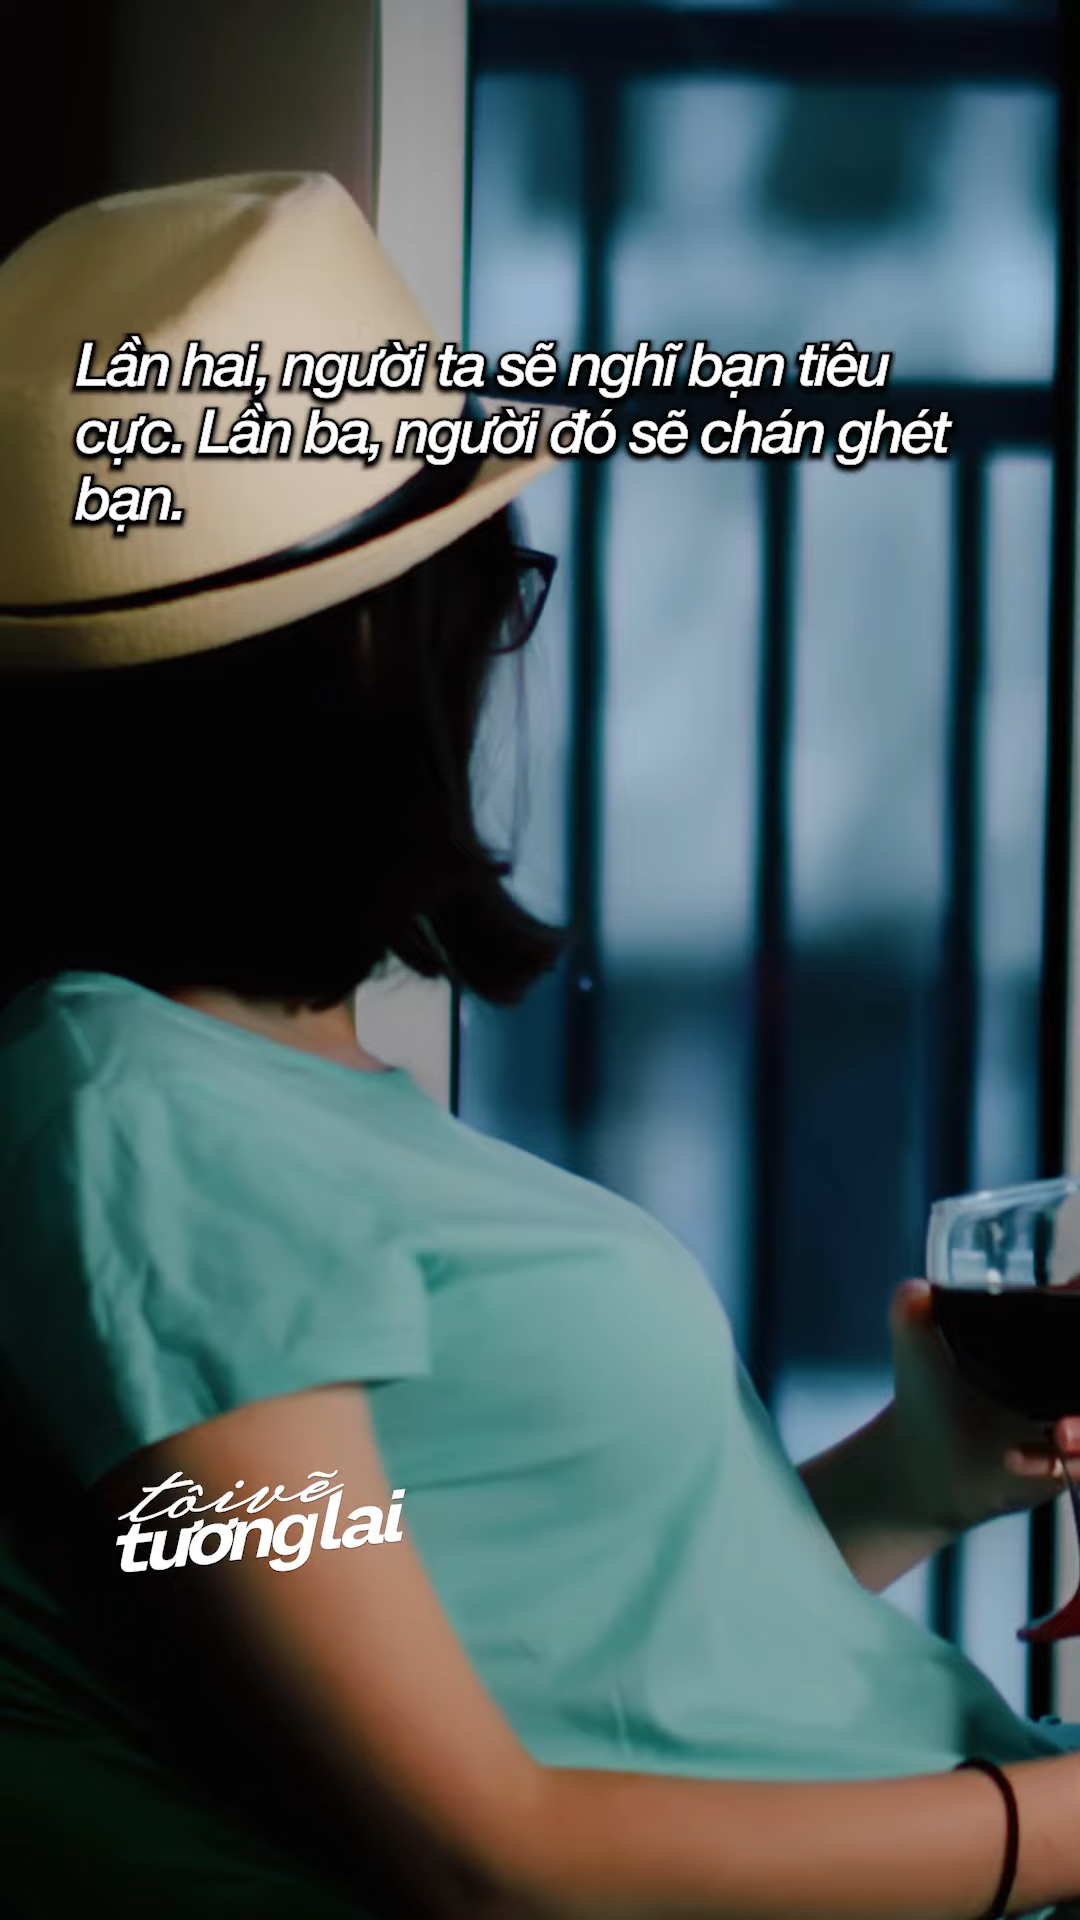 Lần hai, người ta sẽ nghĩ bạn tiêu
cực. Lần ba, người đó sẽ chán ghét
bạn.
tôi vẽ
tương lai